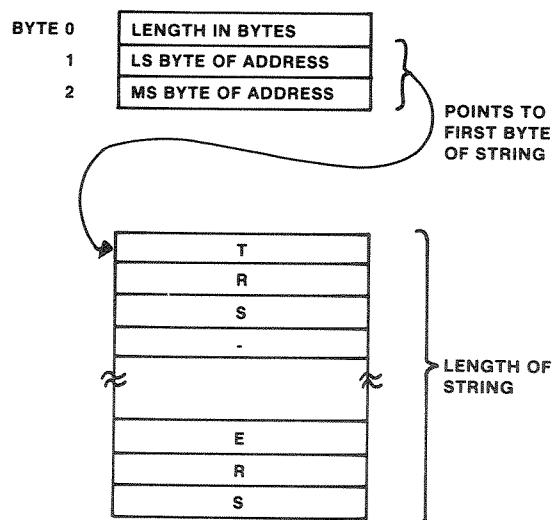 BYTE 0 LENGTH IN BYTES
1 LS BYTE OF ADDRESS
2 MS BYTE OF ADDRESS
POINTS TO
FIRST BYTE
OF STRING
T
R
S
-
LENGTH OF
STRING
E
R
S